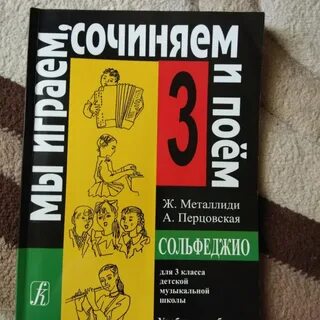 МЫ ИГРАЕМ,
СОЧИНЯЕМ
И ПОЁМ
3
Ж. Металлиди
А. Перцовская
СОЛЬФЕДЖИО
для 3 класса
детской
музыкальной
школы